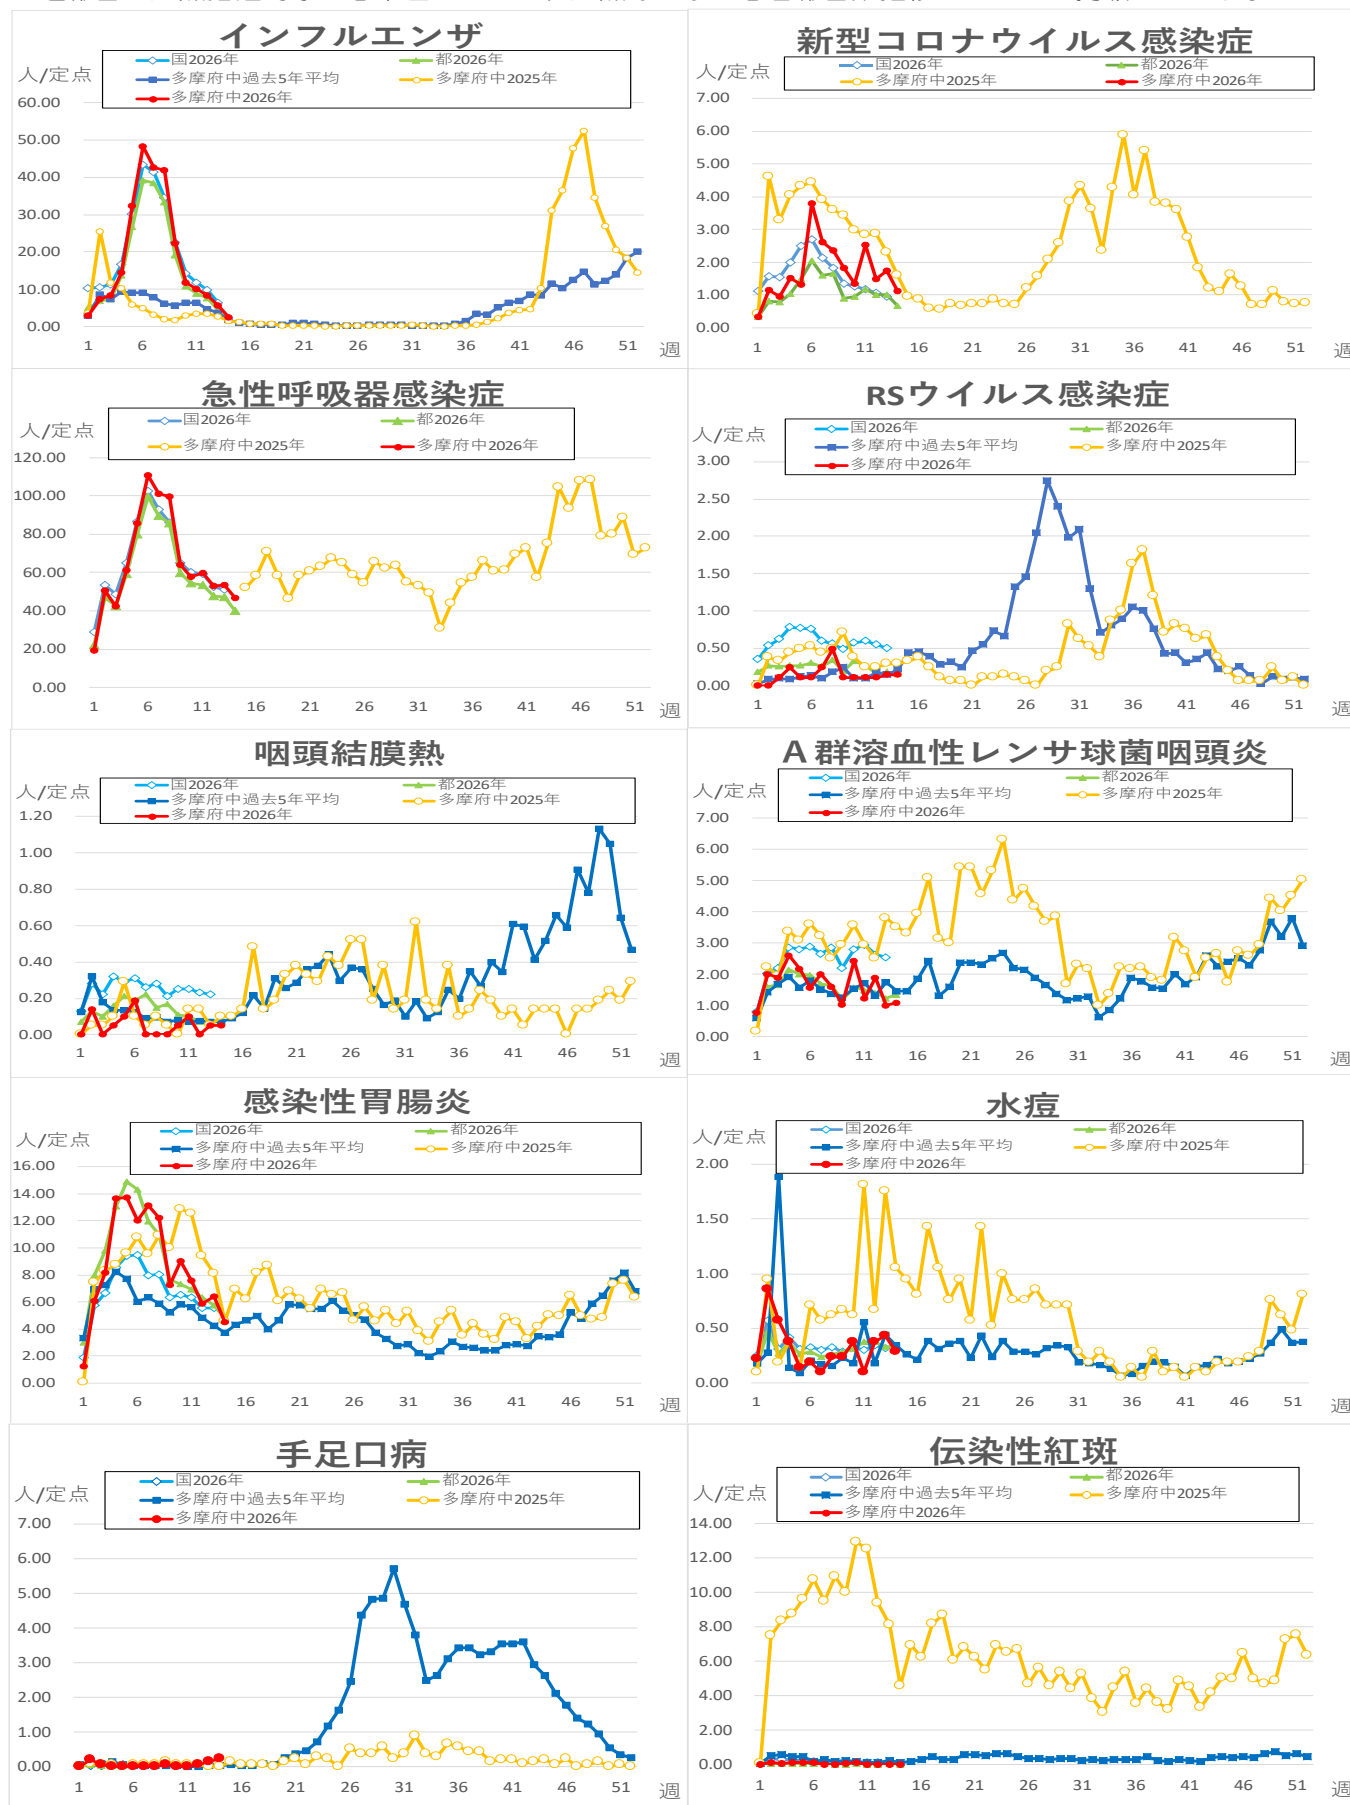 インフルエンザ
人/定点
国2026年
都2026年
多摩府中過去5年平均
多摩府中2025年
多摩府中2026年
60.00
50.00
40.00
30.00
20.00
10.00
0.00
1 6 11 16 21 26 31 36 41 46 51 週
新型コロナウイルス感染症
人/定点
国2026年
都2026年
多摩府中2025年
多摩府中2026年
7.00
6.00
5.00
4.00
3.00
2.00
1.00
0.00
1 6 11 16 21 26 31 36 41 46 51 週
急性呼吸器感染症
人/定点
国2026年
都2026年
多摩府中2025年
多摩府中2026年
120.00
100.00
80.00
60.00
40.00
20.00
0.00
1 6 11 16 21 26 31 36 41 46 51 週
RSウイルス感染症
人/定点
国2026年
都2026年
多摩府中過去5年平均
多摩府中2025年
多摩府中2026年
3.00
2.50
2.00
1.50
1.00
0.50
0.00
1 6 11 16 21 26 31 36 41 46 51 週
咽頭結膜熱
人/定点
国2026年
都2026年
多摩府中過去5年平均
多摩府中2025年
多摩府中2026年
1.20
1.00
0.80
0.60
0.40
0.20
0.00
1 6 11 16 21 26 31 36 41 46 51 週
A群溶血性レンサ球菌咽頭炎
人/定点
国2026年
都2026年
多摩府中過去5年平均
多摩府中2025年
多摩府中2026年
7.00
6.00
5.00
4.00
3.00
2.00
1.00
0.00
1 6 11 16 21 26 31 36 41 46 51 週
感染性胃腸炎
人/定点
国2026年
都2026年
多摩府中過去5年平均
多摩府中2025年
多摩府中2026年
16.00
14.00
12.00
10.00
8.00
6.00
4.00
2.00
0.00
1 6 11 16 21 26 31 36 41 46 51 週
水痘
人/定点
国2026年
都2026年
多摩府中過去5年平均
多摩府中2025年
多摩府中2026年
2.00
1.50
1.00
0.50
0.00
1 6 11 16 21 26 31 36 41 46 51 週
手足口病
人/定点
国2026年
都2026年
多摩府中過去5年平均
多摩府中2025年
多摩府中2026年
7.00
6.00
5.00
4.00
3.00
2.00
1.00
0.00
1 6 11 16 21 26 31 36 41 46 51 週
伝染性紅斑
人/定点
国2026年
都2026年
多摩府中過去5年平均
多摩府中2025年
多摩府中2026年
14.00
12.00
10.00
8.00
6.00
4.00
2.00
0.00
1 6 11 16 21 26 31 36 41 46 51 週